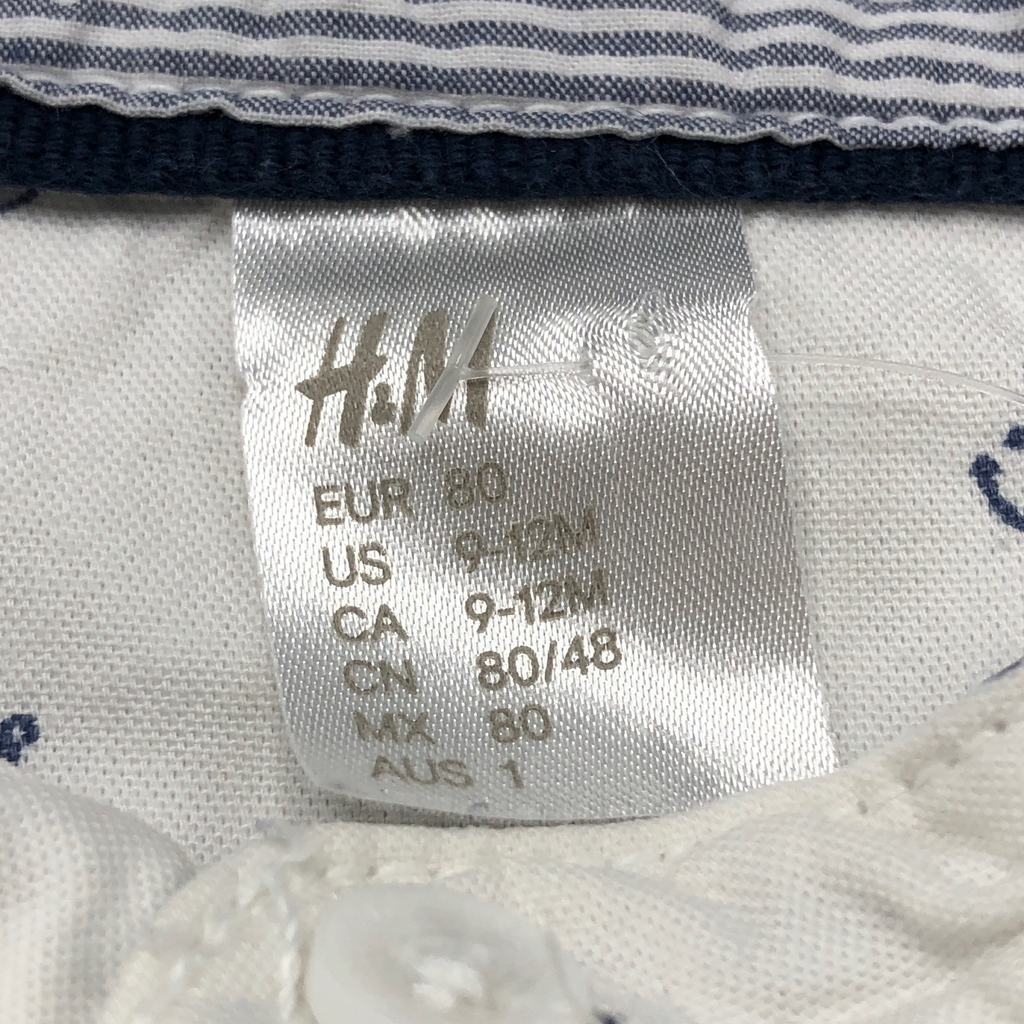 H&M
EUR 80
US 9-12M
CA 9-12M
CN 80/48
MX 80
AUS 1